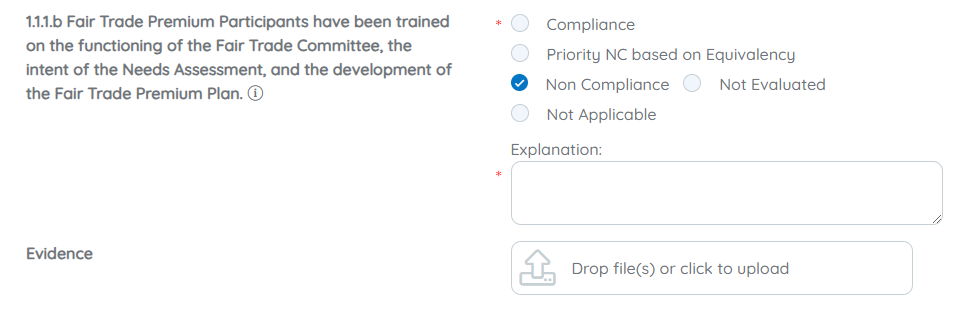 1.1.1.b Fair Trade Premium Participants have been trained
on the functioning of the Fair Trade Committee, the
intent of the Needs Assessment, and the development of
the Fair Trade Premium Plan.
* Compliance
Priority NC based on Equivalency
Non Compliance Not Evaluated
Not Applicable
Explanation:
*
Evidence
Drop file(s) or click to upload